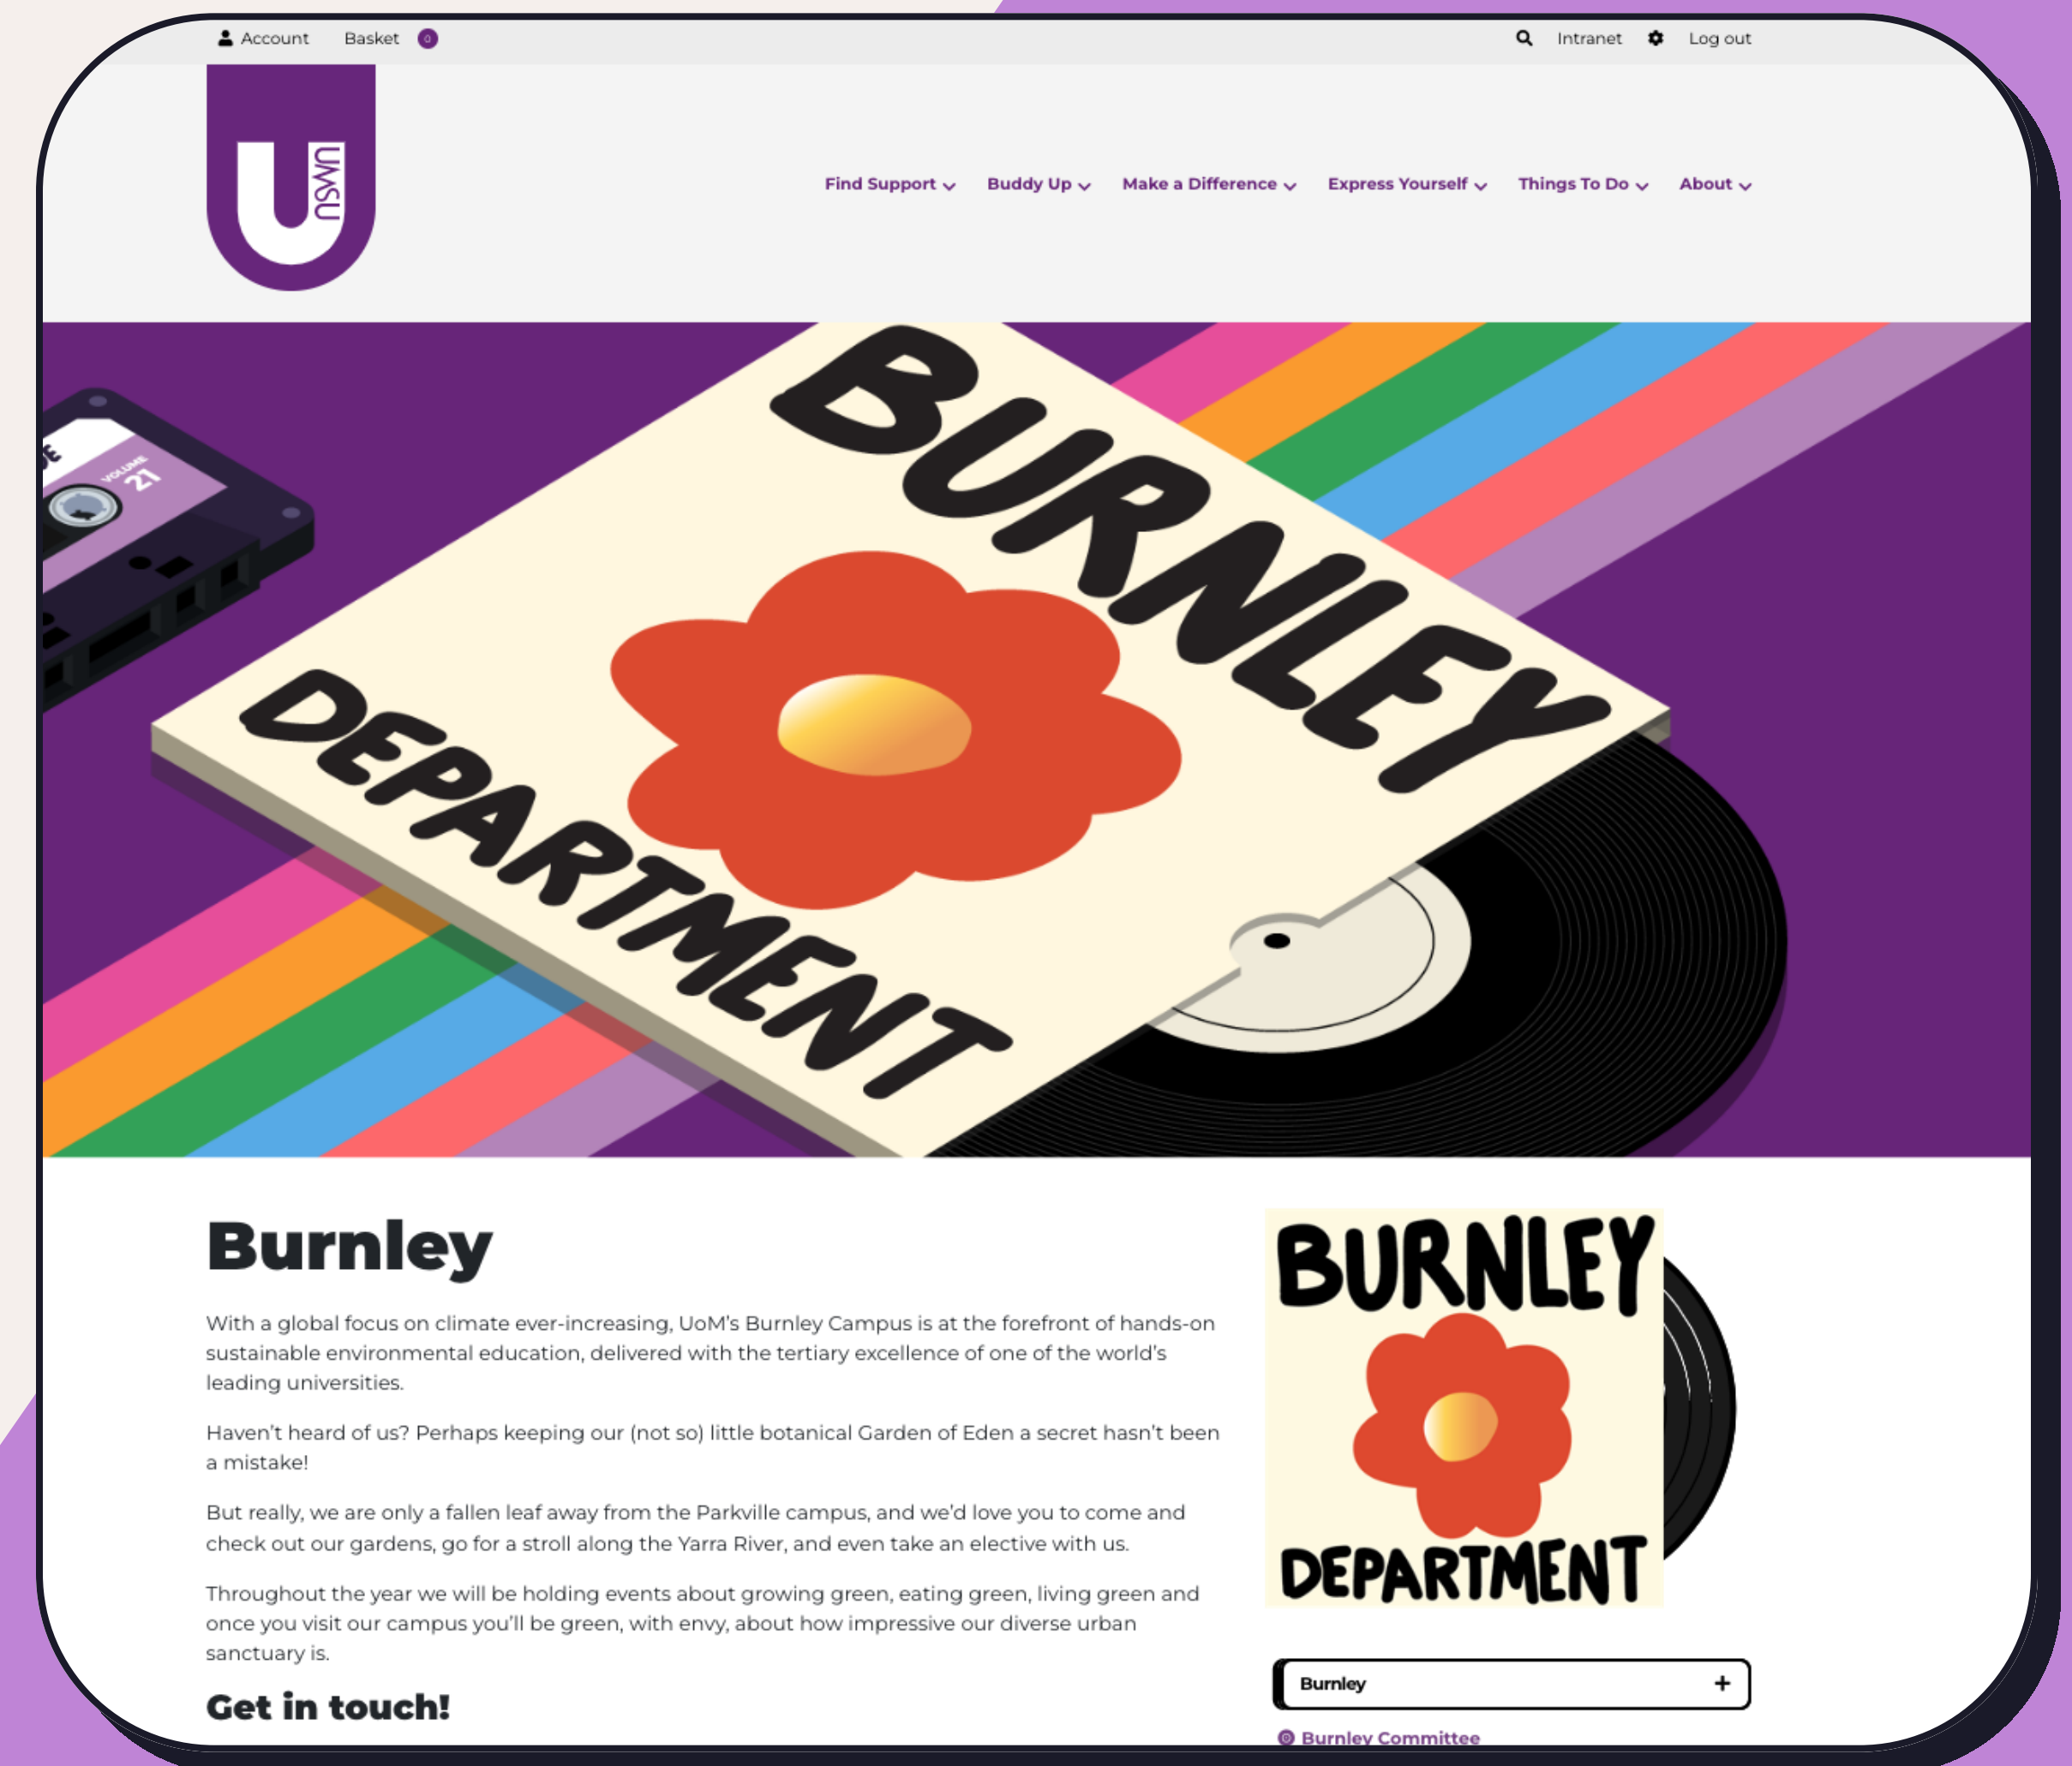 Account Basket 0
Intranet Log out
U UMSU
Find Support Buddy Up Make a Difference Express Yourself Things To Do About
VOLUME
21
BURNLEY
DEPARTMENT
Burnley
With a global focus on climate ever-increasing, UoM’s Burnley Campus is at the forefront of hands-on
sustainable environmental education, delivered with the tertiary excellence of one of the world’s
leading universities.
Haven’t heard of us? Perhaps keeping our (not so) little botanical Garden of Eden a secret hasn’t been
a mistake!
But really, we are only a fallen leaf away from the Parkville campus, and we’d love you to come and
check out our gardens, go for a stroll along the Yarra River, and even take an elective with us.
Throughout the year we will be holding events about growing green, eating green, living green and
once you visit our campus you’ll be green, with envy, about how impressive our diverse urban
sanctuary is.
Get in touch!
BURNLEY
DEPARTMENT
Burnley
Burnley Committee